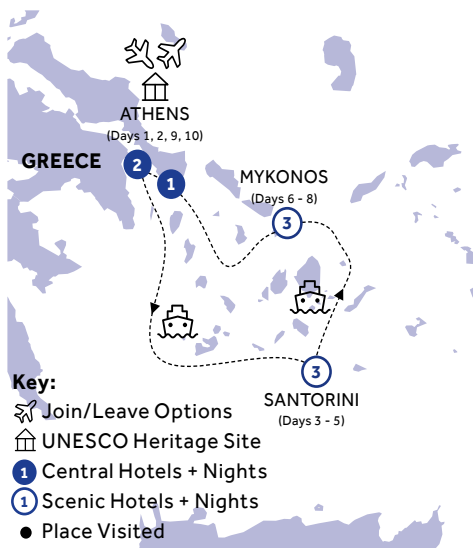 ATHENS
(Days 1, 2, 9, 10)
GREECE
2
1
MYKONOS
(Days 6 - 8)
3
3
SANTORINI
(Days 3 - 5)
Key:
Join/Leave Options
UNESCO Heritage Site
1 Central Hotels + Nights
1 Scenic Hotels + Nights
Place Visited